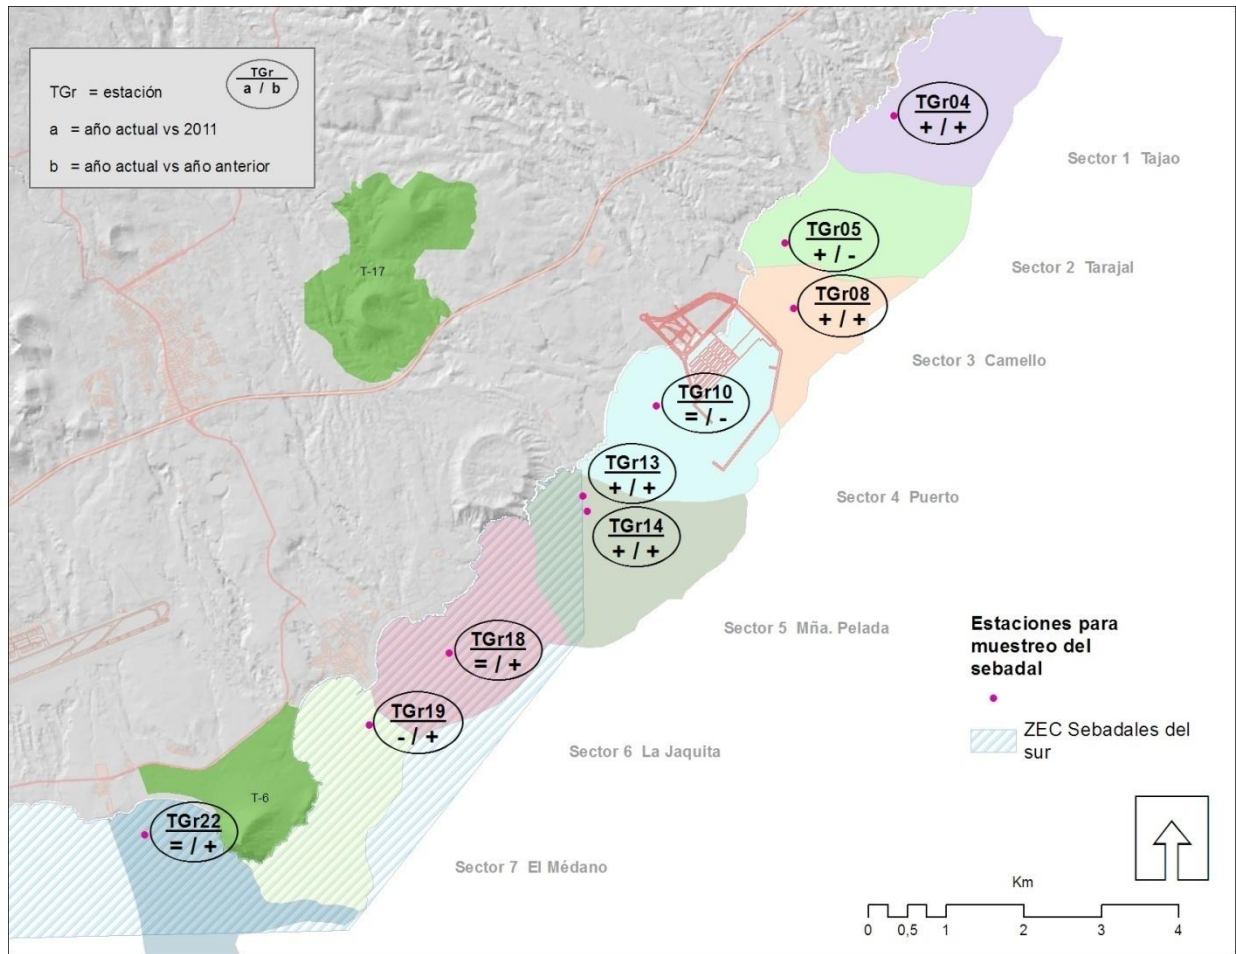 TGr
a / b
TGr = estación
a = año actual vs 2011
b = año actual vs año anterior
TGr04
+ / +
Sector 1 Tajao
TGr05
+ / -
T-17
Sector 2 Tarajal
TGr08
+ / +
Sector 3 Camello
TGr10
= / -
TGr13
+ / +
Sector 4 Puerto
TGr14
+ / +
Sector 5 Mña. Pelada
Estaciones para
muestreo del
sebadal
TGr18
= / +
TGr19
- / +
ZEC Sebadales del
sur
Sector 6 La Jaquita
T-6
TGr22
= / +
Sector 7 El Médano
Km
0 0,5 1 2 3 4